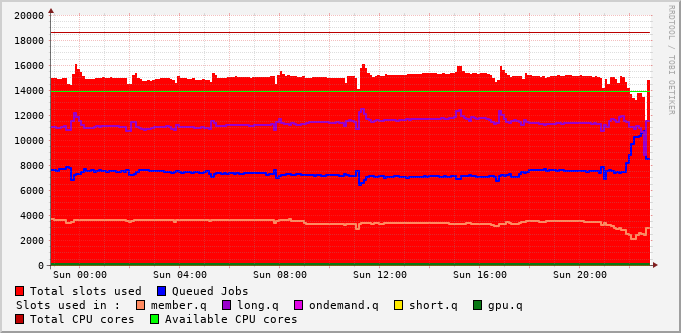 20000
18000
16000
14000
12000
10000
8000
6000
4000
2000
0
Sun 00:00 Sun 04:00 Sun 08:00 Sun 12:00 Sun 16:00 Sun 20:00
Total slots used Queued Jobs
Slots used in : member.q long.q ondemand.q short.q gpu.q
Total CPU cores Available CPU cores
RRDTOOL / TOBI OETIKER